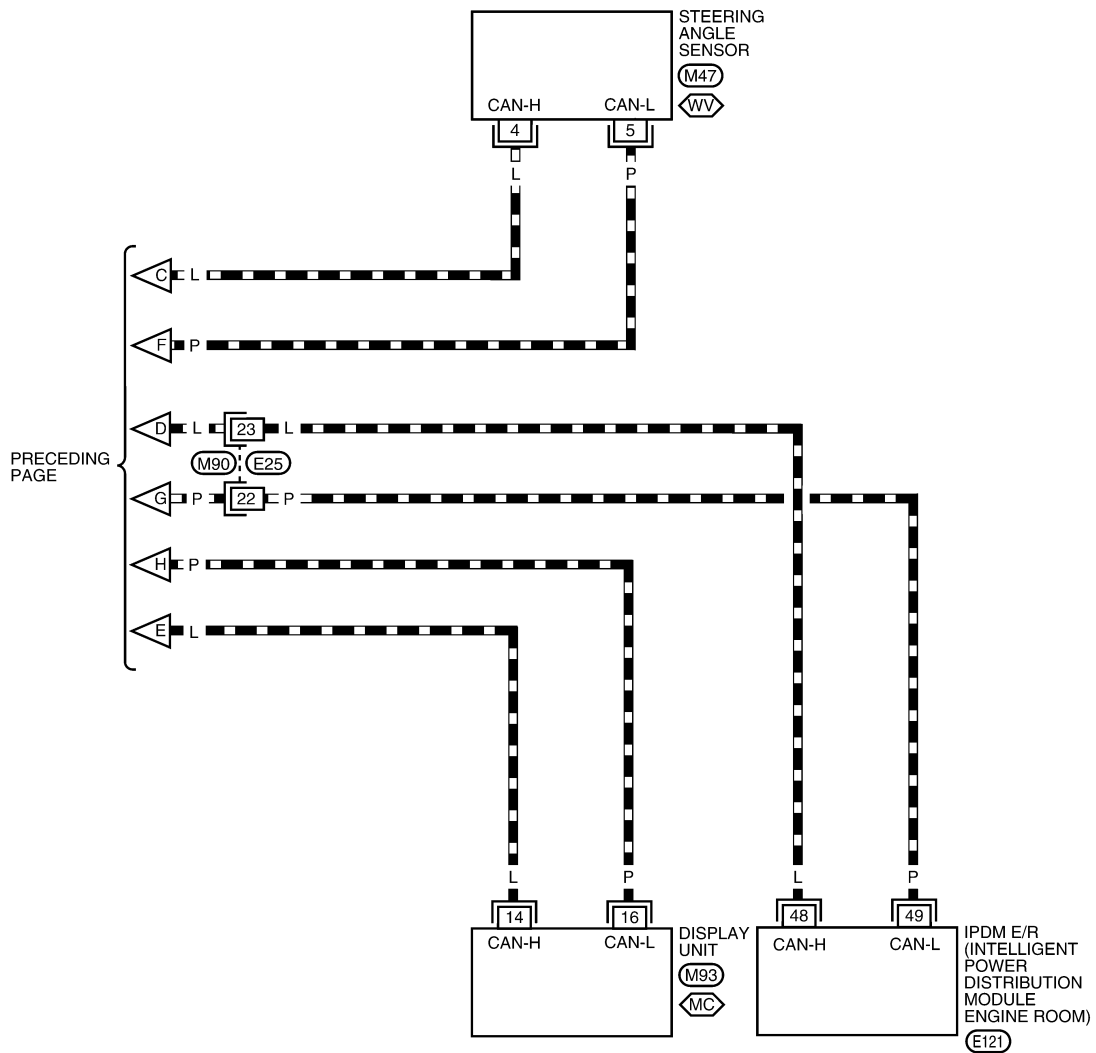 STEERING
ANGLE
SENSOR
M47
WV
CAN-H CAN-L
4 5
L P
C L
F P
D L 23 L
PRECEDING
PAGE
M90 E25
G P 22 P
H P
E L
L P L P
14 16 48 49
CAN-H CAN-L
DISPLAY
UNIT
M93
MC
CAN-H CAN-L
IPDM E/R
(INTELLIGENT
POWER
DISTRIBUTION
MODULE
ENGINE ROOM)
E121